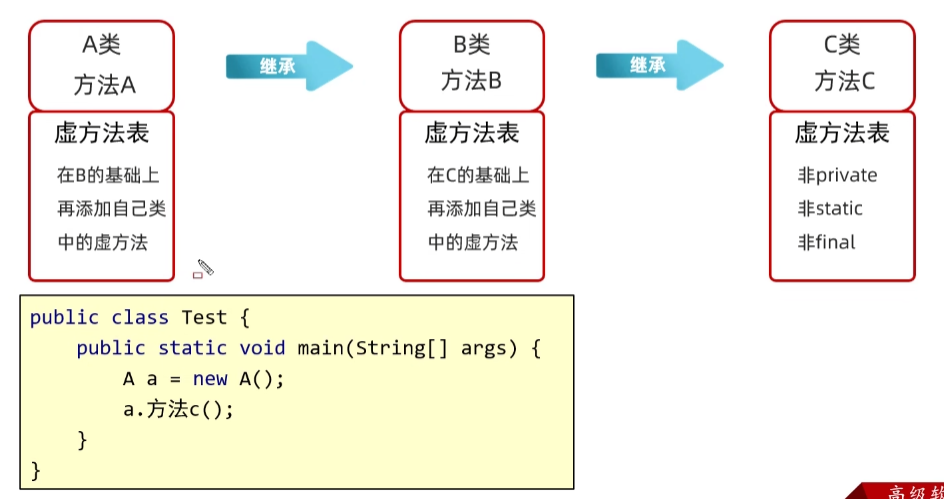 A类
方法A
继承
B类
方法B
继承
C类
方法C
虚方法表
在B的基础上
再添加自己类
中的虚方法
虚方法表
在C的基础上
再添加自己类
中的虚方法
虚方法表
非private
非static
非final
public class Test {
    public static void main(String[] args) {
        A a = new A();
        a.方法c();
    }
}
高级软